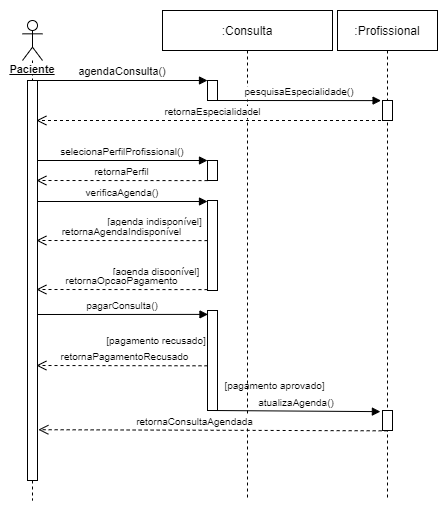 :Consulta
:Profissional
Paciente
agendaConsulta()
pesquisaEspecialidade()
retornaEspecialidadel
selecionaPerfilProfissional()
retornaPerfil
verificaAgenda()
[agenda indisponível]
retornaAgendaIndisponivel
[agenda disponível]
retornaOpcaoPagamento
pagarConsulta()
[pagamento recusado]
retornaPagamentoRecusado
[pagamento aprovado]
atualizaAgenda()
retornaConsultaAgendada